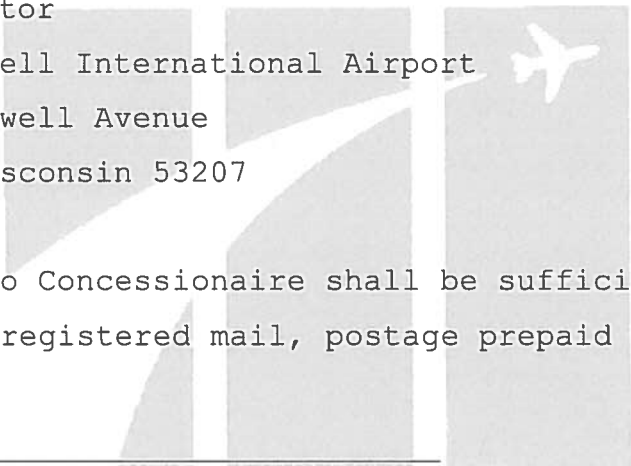 tor
ell International Airport
well Avenue
sconsin 53207
o Concessionaire shall be suffici
registered mail, postage prepaid